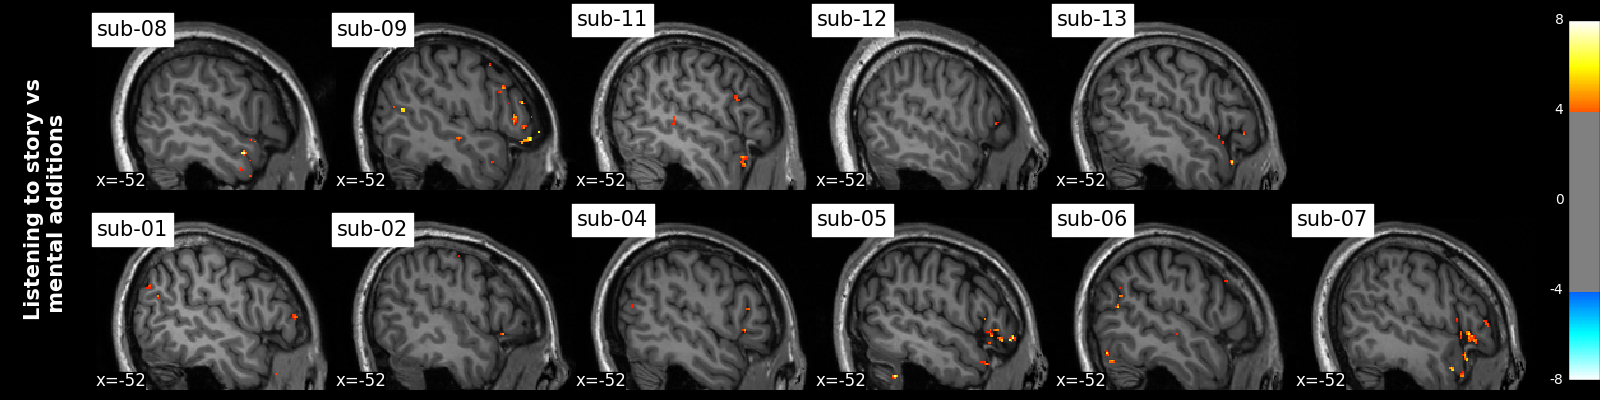 Listening to story vs
mental additions
sub-08
sub-09
sub-11
sub-12
sub-13
x=-52
x=-52
x=-52
x=-52
x=-52
sub-01
sub-02
sub-04
sub-05
sub-06
sub-07
x=-52
x=-52
x=-52
x=-52
x=-52
x=-52
8
4
0
-4
-8